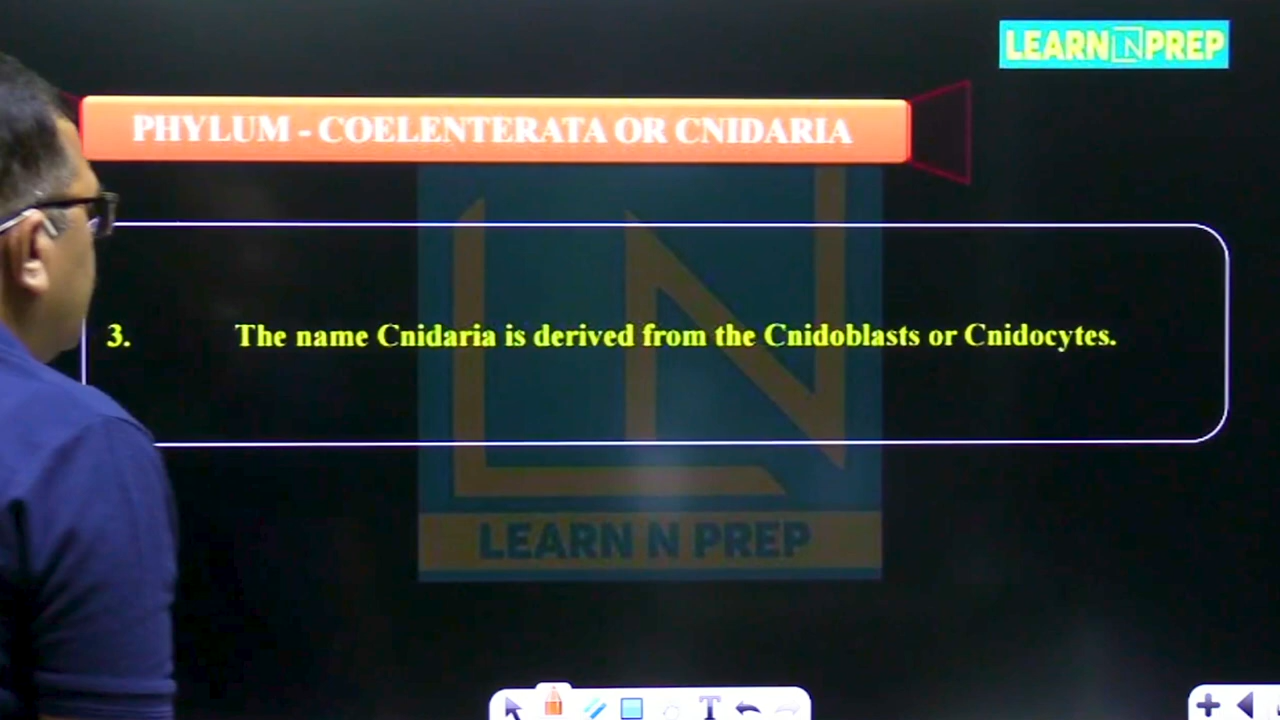 LEARN N PREP
PHYLUM - COELENTERATA OR CNIDARIA
3. The name Cnidaria is derived from the Cnidoblasts or Cnidocytes.
LN
LEARN N PREP
T